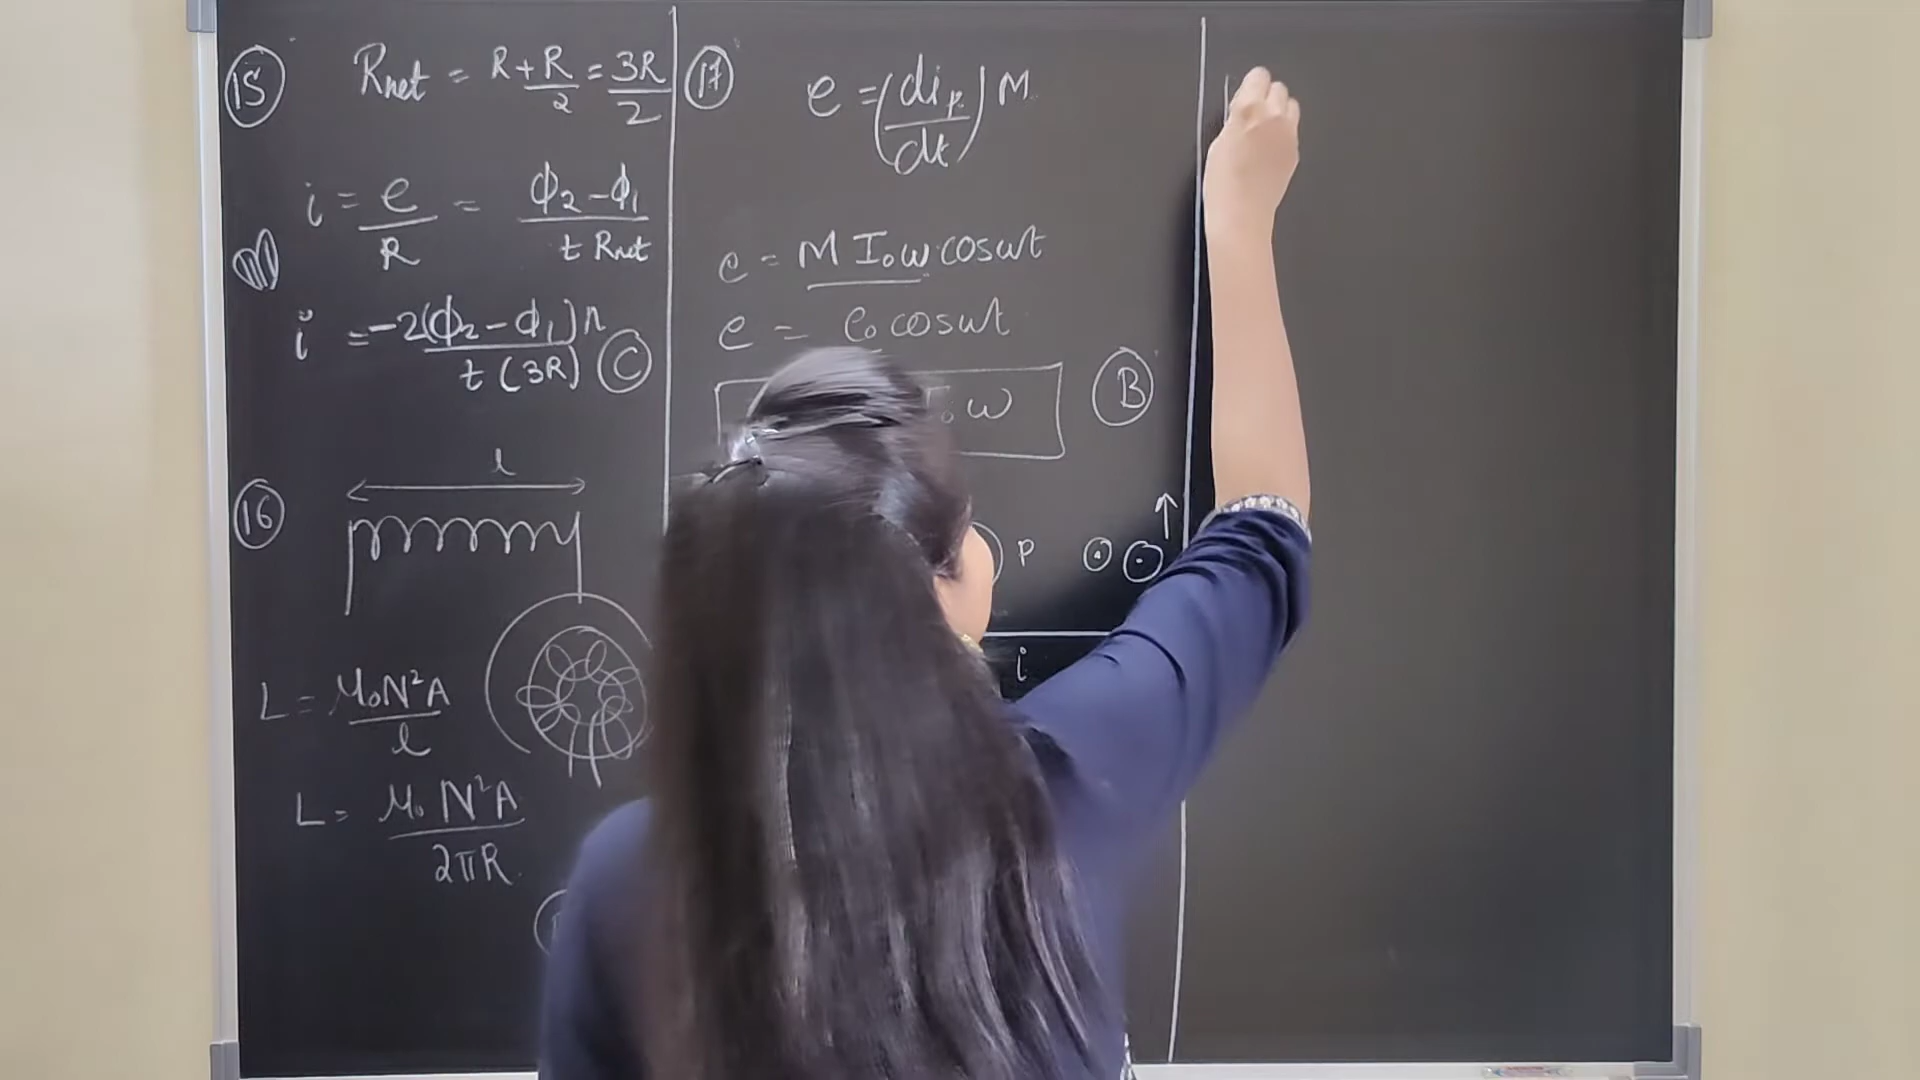 15 Rnet = R+R/2 = 3R/2
i = e/R = ϕ2-ϕ1/t Rnet
i = -2(ϕ2-ϕ1)n/t(3R) C
16
l
L = μ0N²A/l
L = μ0 N²A/2πR
17 e = (dip/dt) M
e = M I0ω cosωt
e = e0 cosωt
ω B
P
i